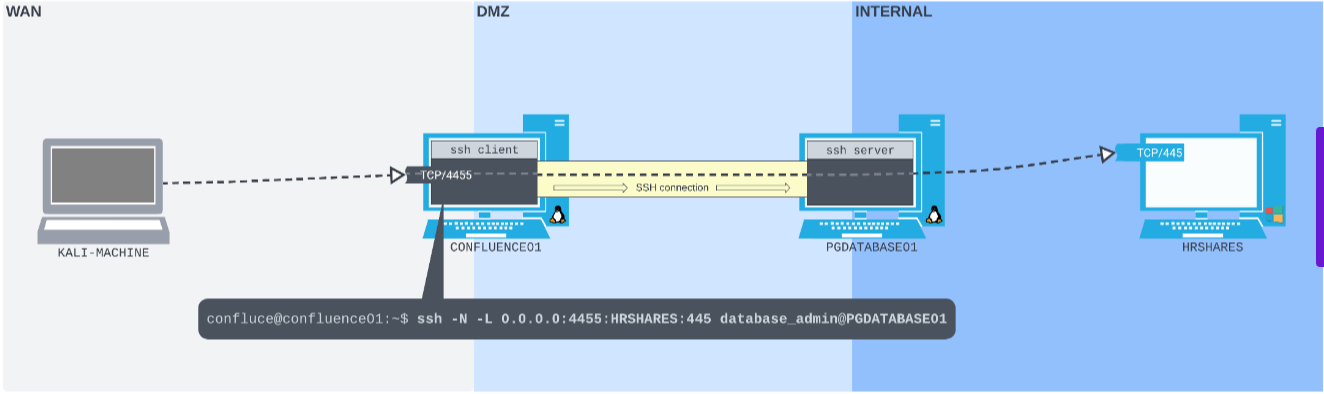 WAN
DMZ
INTERNAL
ssh client
ssh server
TCP/445
TCP/4455
SSH connection
KALI-MACHINE
CONFLUENCE01
PGDATABASE01
HRSHARES
confluce@confluence01:~$ ssh -N -L 0.0.0.0:4455:HRSHARES:445 database_admin@PGDATABASE01